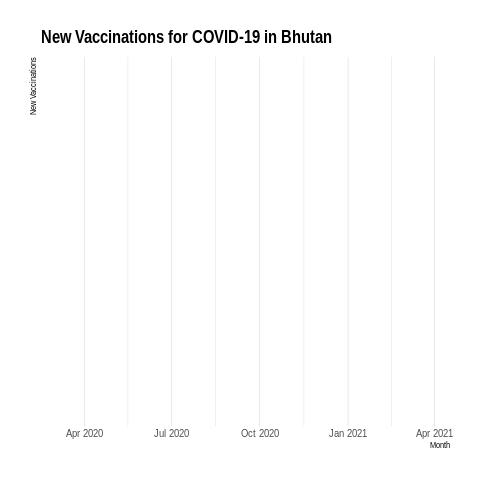 New Vaccinations for COVID-19 in Bhutan
New Vaccinations
Apr 2020 Jul 2020 Oct 2020 Jan 2021 Apr 2021
Month